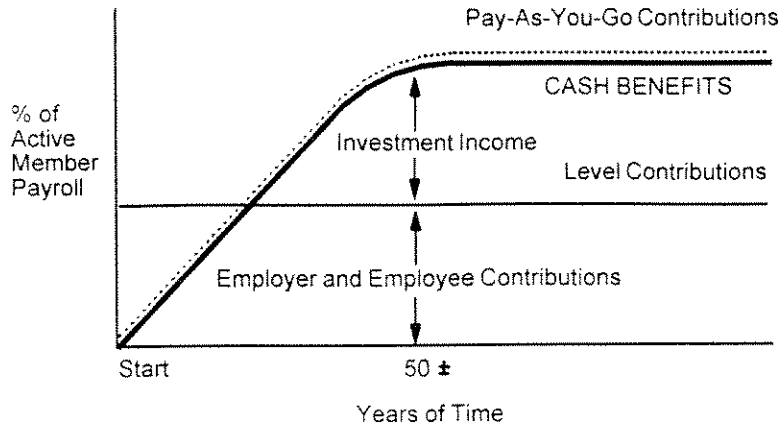 Pay-As-You-Go Contributions
CASH BENEFITS
% of
Active
Member
Payroll
Investment Income
Level Contributions
Employer and Employee Contributions
Start
50 ±
Years of Time